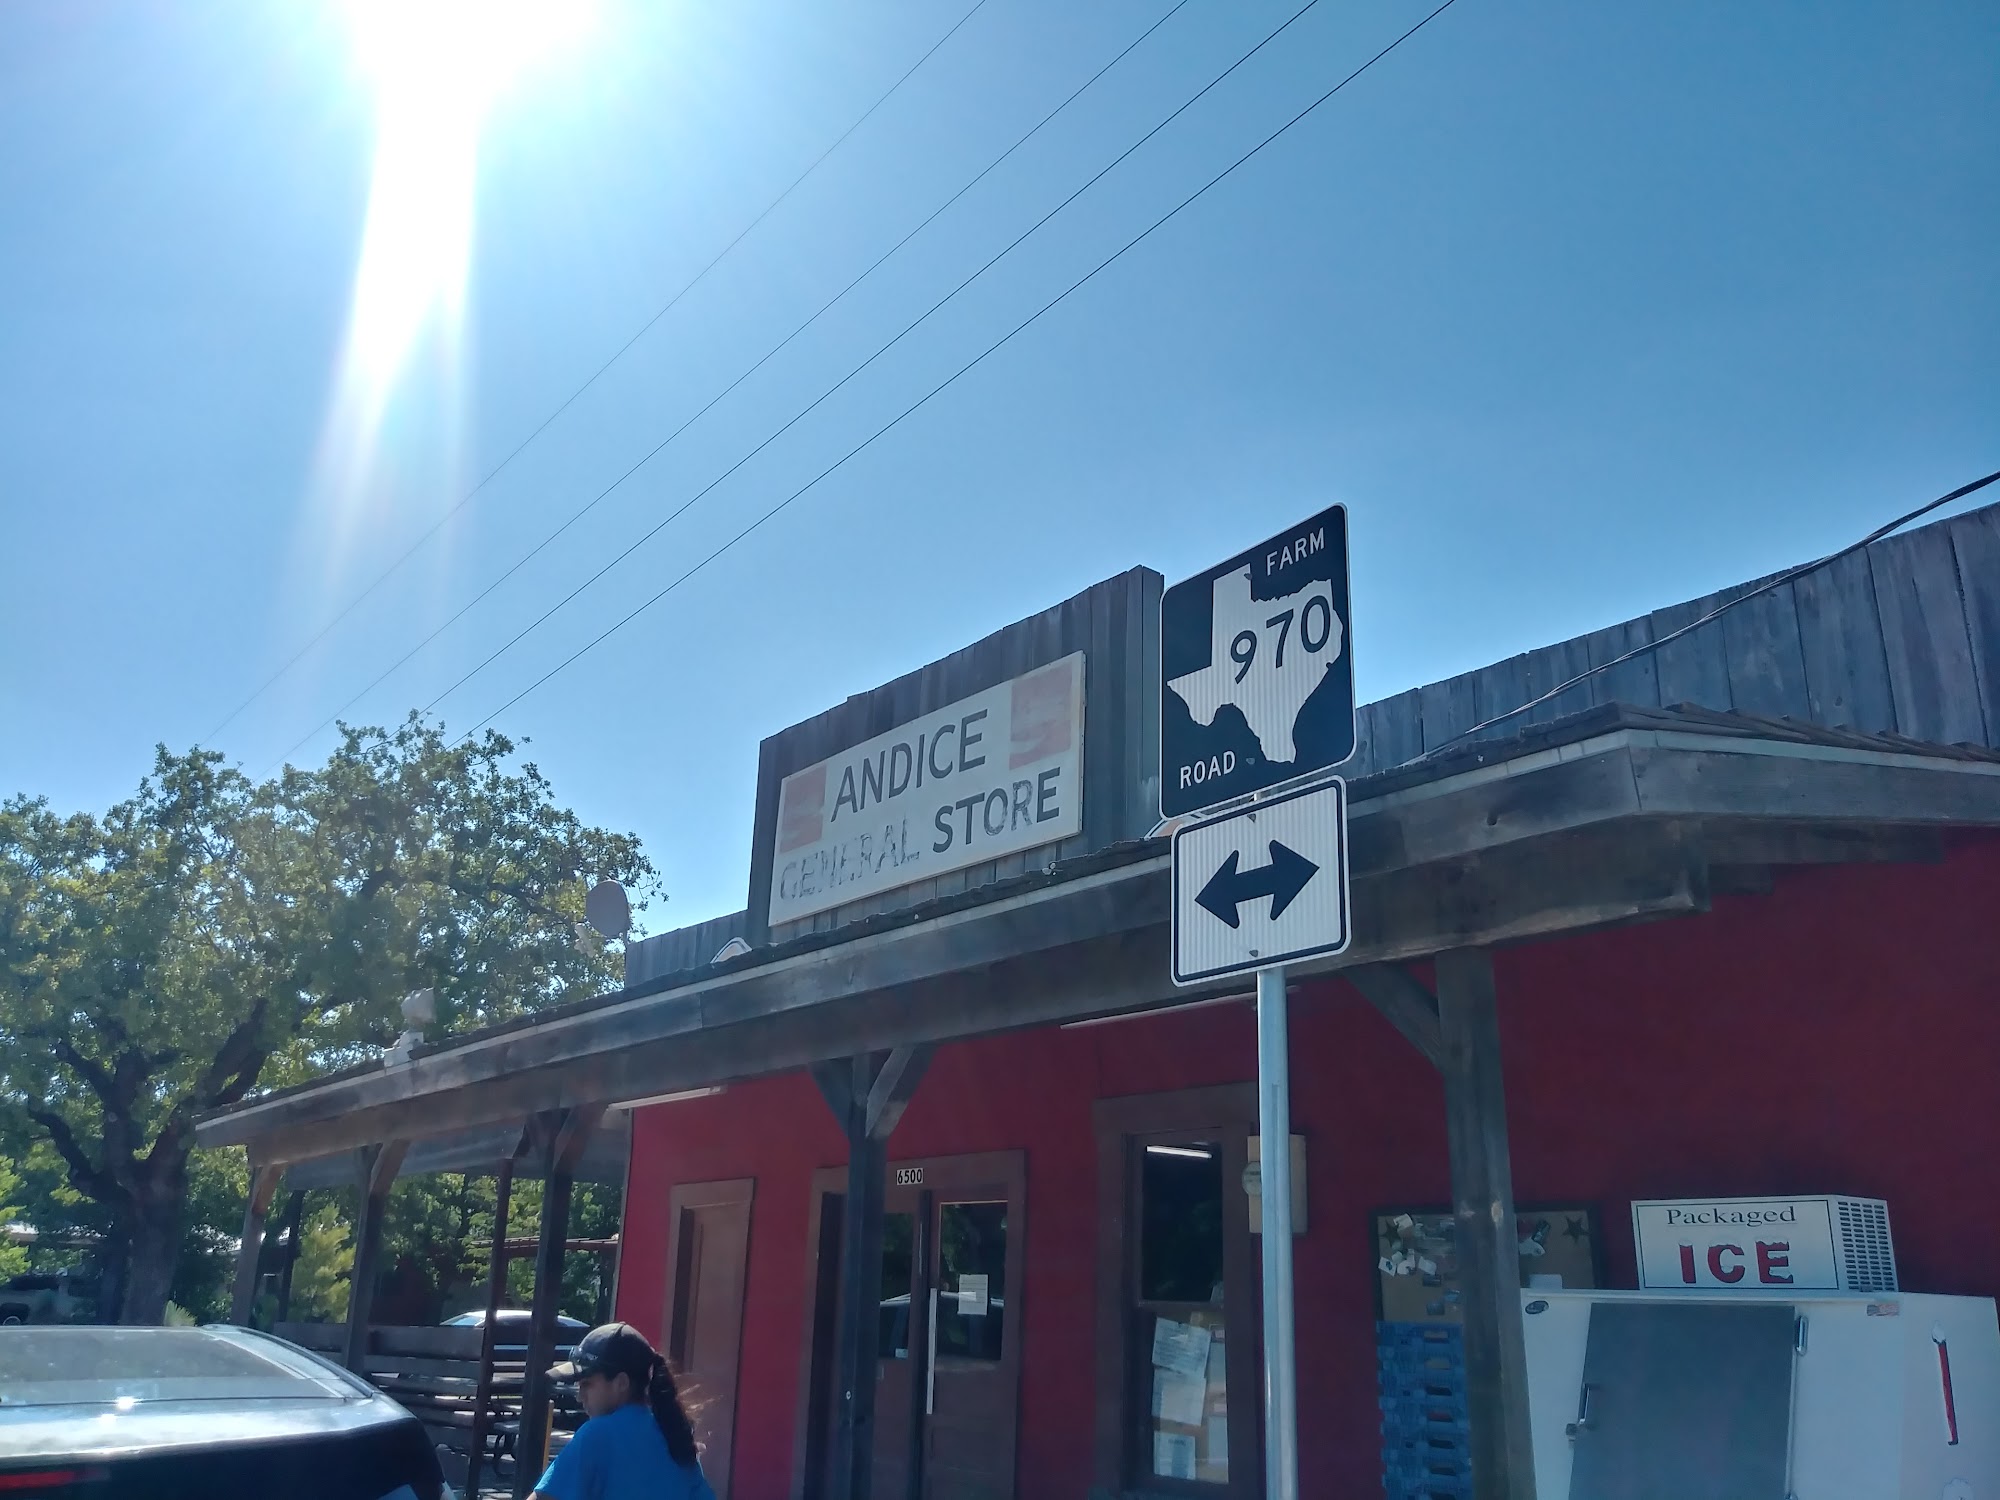 ANDICE
GENERAL STORE
FARM
970
ROAD
6500
Packaged
ICE